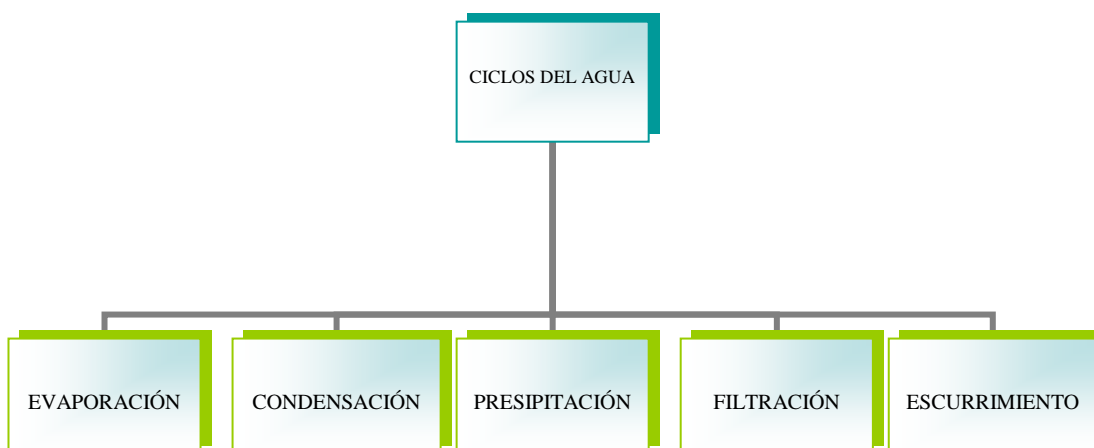 CICLOS DEL AGUA
EVAPORACIÓN
CONDENSACIÓN
PRESIPITACIÓN
FILTRACIÓN
ESCURRIMIENTO